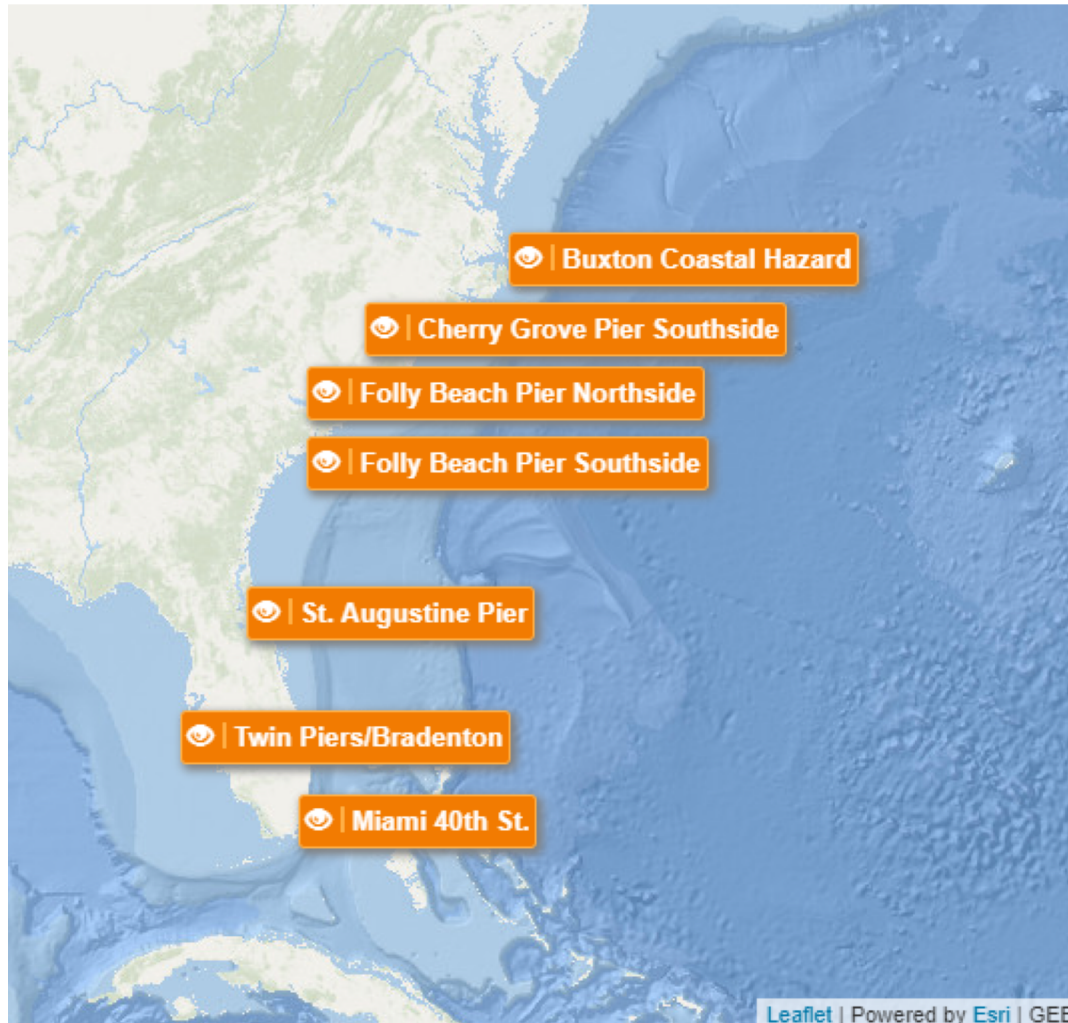 Buxton Coastal Hazard
Cherry Grove Pier Southside
Folly Beach Pier Northside
Folly Beach Pier Southside
St. Augustine Pier
Twin Piers/Bradenton
Miami 40th St.
Leaflet | Powered by Esri | GEB